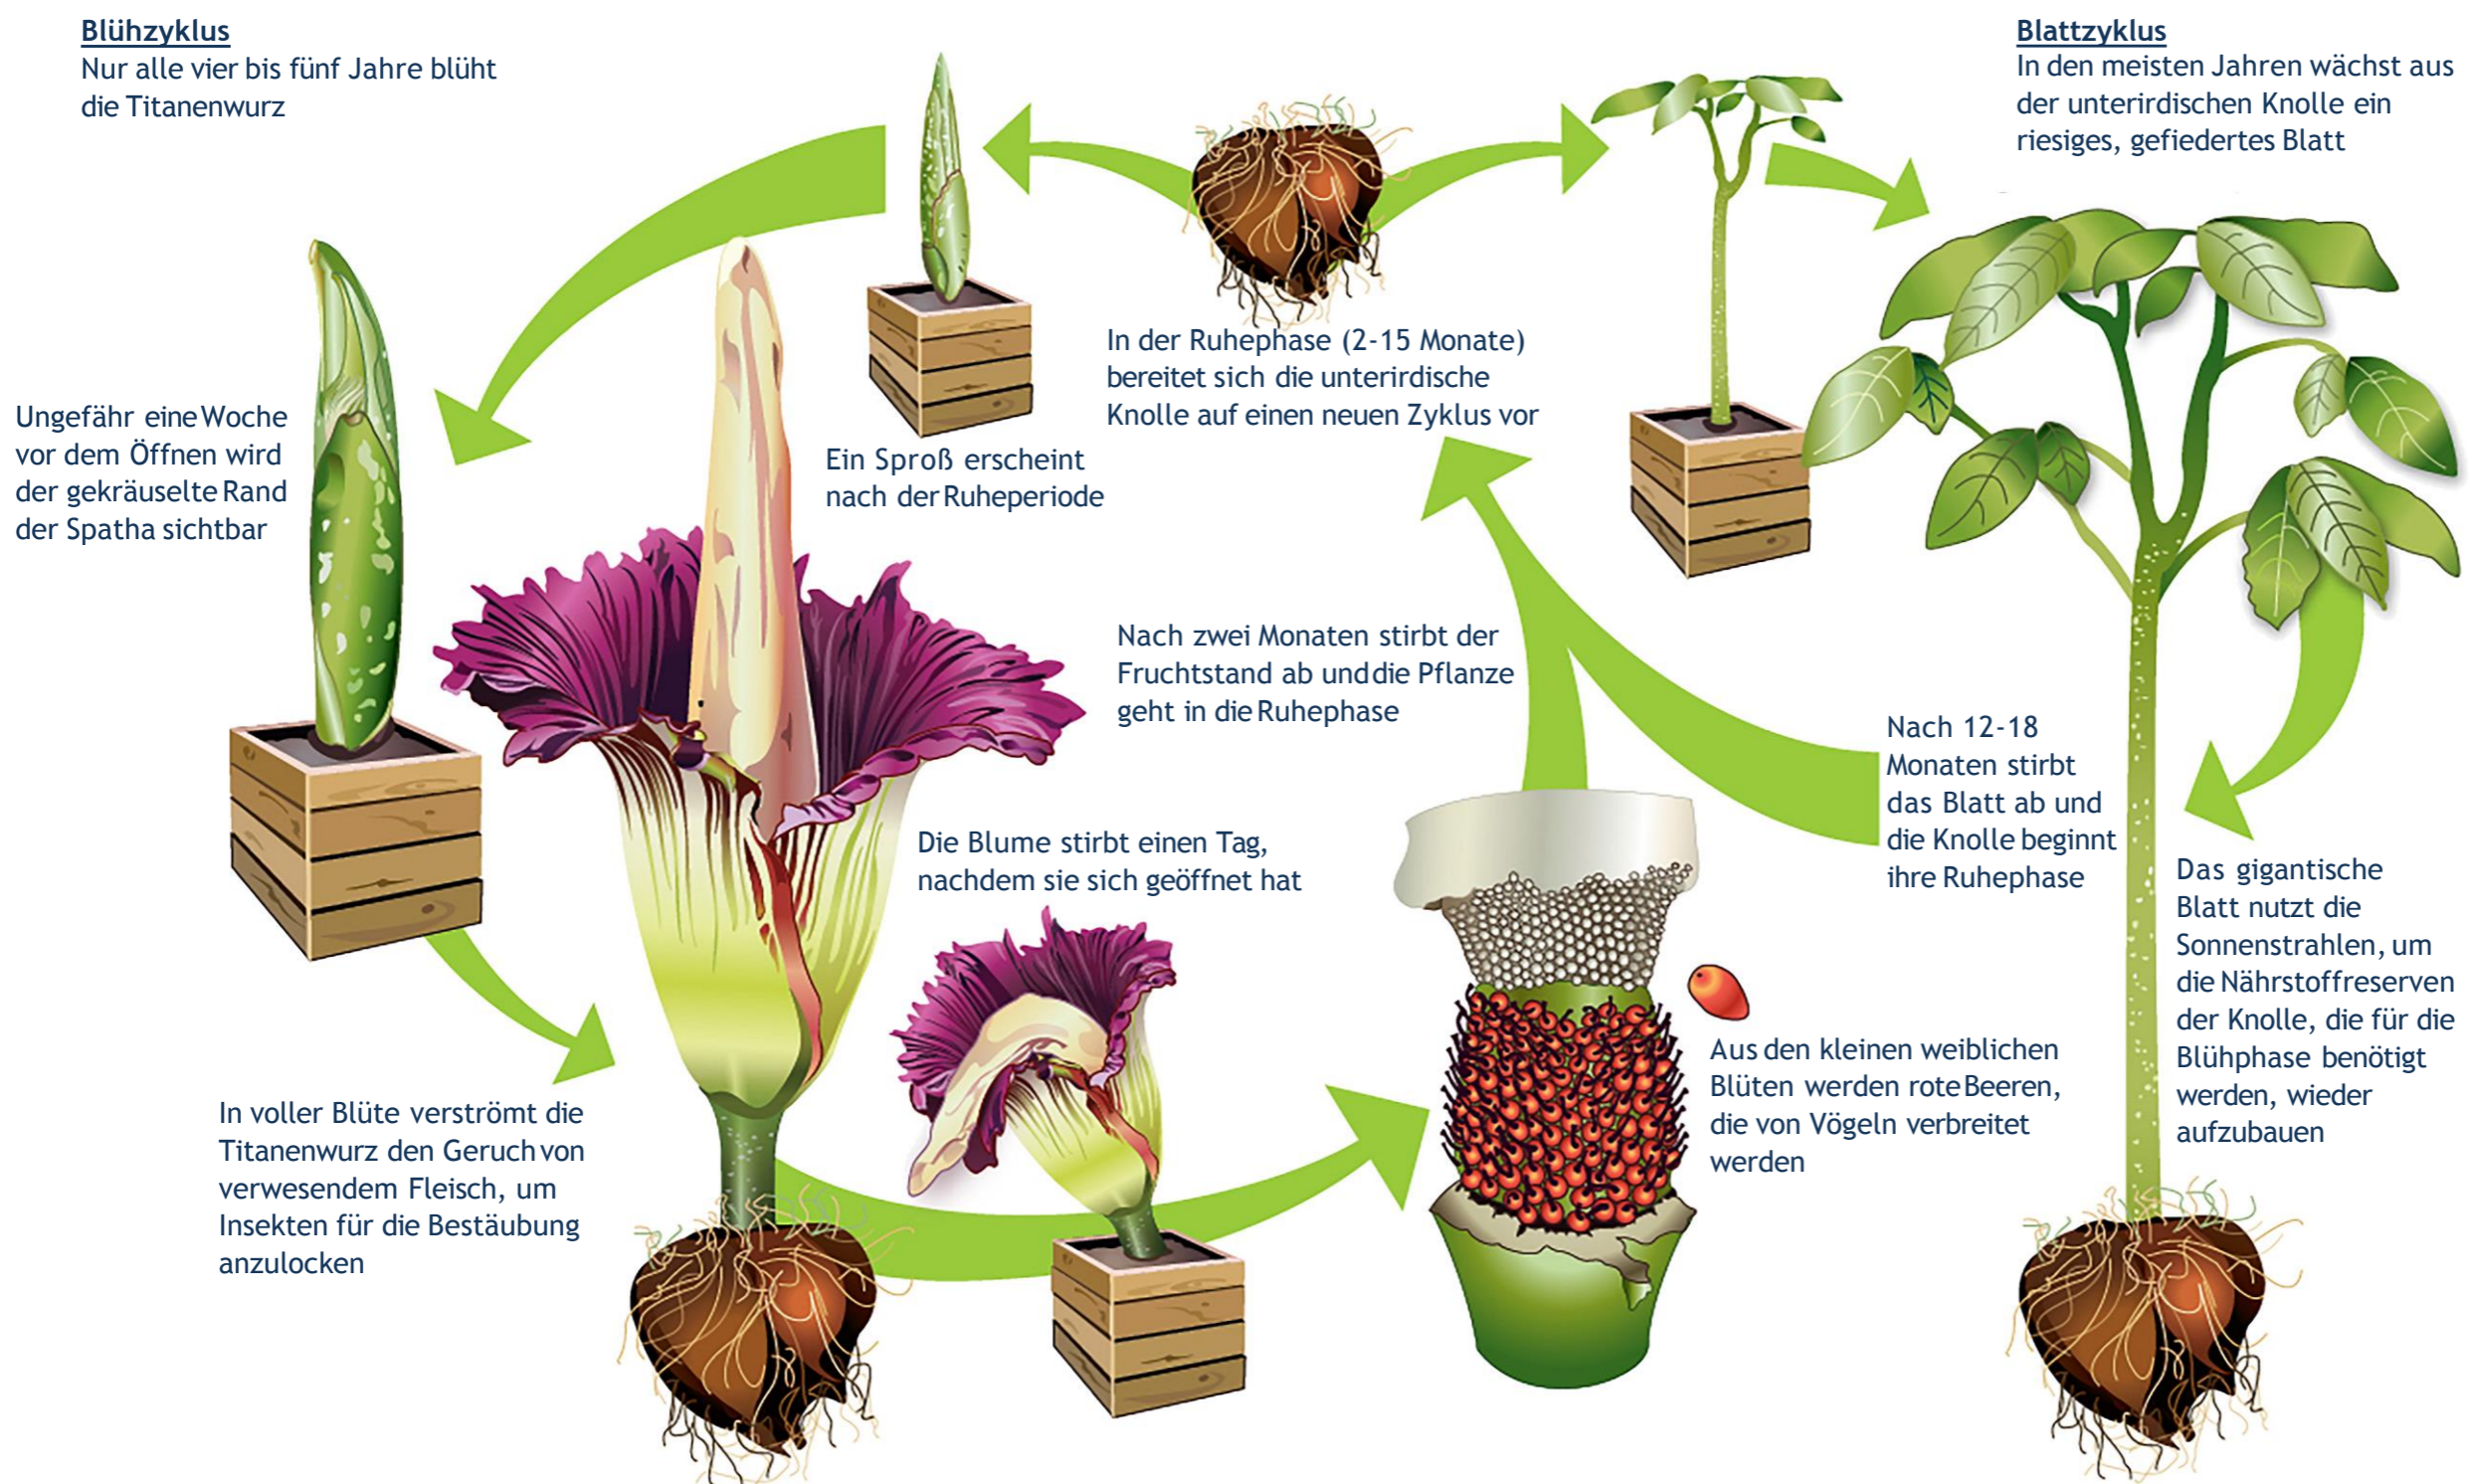 Blühzyklus
Nur alle vier bis fünf Jahre blüht
die Titanenwurz
Blattzyklus
In den meisten Jahren wächst aus
der unterirdischen Knolle ein
riesiges, gefiedertes Blatt
In der Ruhephase (2-15 Monate)
bereitet sich die unterirdische
Knolle auf einen neuen Zyklus vor
Ein Sproß erscheint
nach der Ruheperiode
Ungefähr eine Woche
vor dem Öffnen wird
der gekräuselte Rand
der Spatha sichtbar
In voller Blüte verströmt die
Titanenwurz den Geruch von
verwesendem Fleisch, um
Insekten für die Bestäubung
anzulocken
Die Blume stirbt einen Tag,
nachdem sie sich geöffnet hat
Aus den kleinen weiblichen
Blüten werden rote Beeren,
die von Vögeln verbreitet
werden
Nach zwei Monaten stirbt der
Fruchtstand ab und die Pflanze
geht in die Ruhephase
Das gigantische
Blatt nutzt die
Sonnenstrahlen, um
die Nährstoffreserven
der Knolle, die für die
Blühphase benötigt
werden, wieder
aufzubauen
Nach 12-18
Monaten stirbt
das Blatt ab und
die Knolle beginnt
ihre Ruhephase